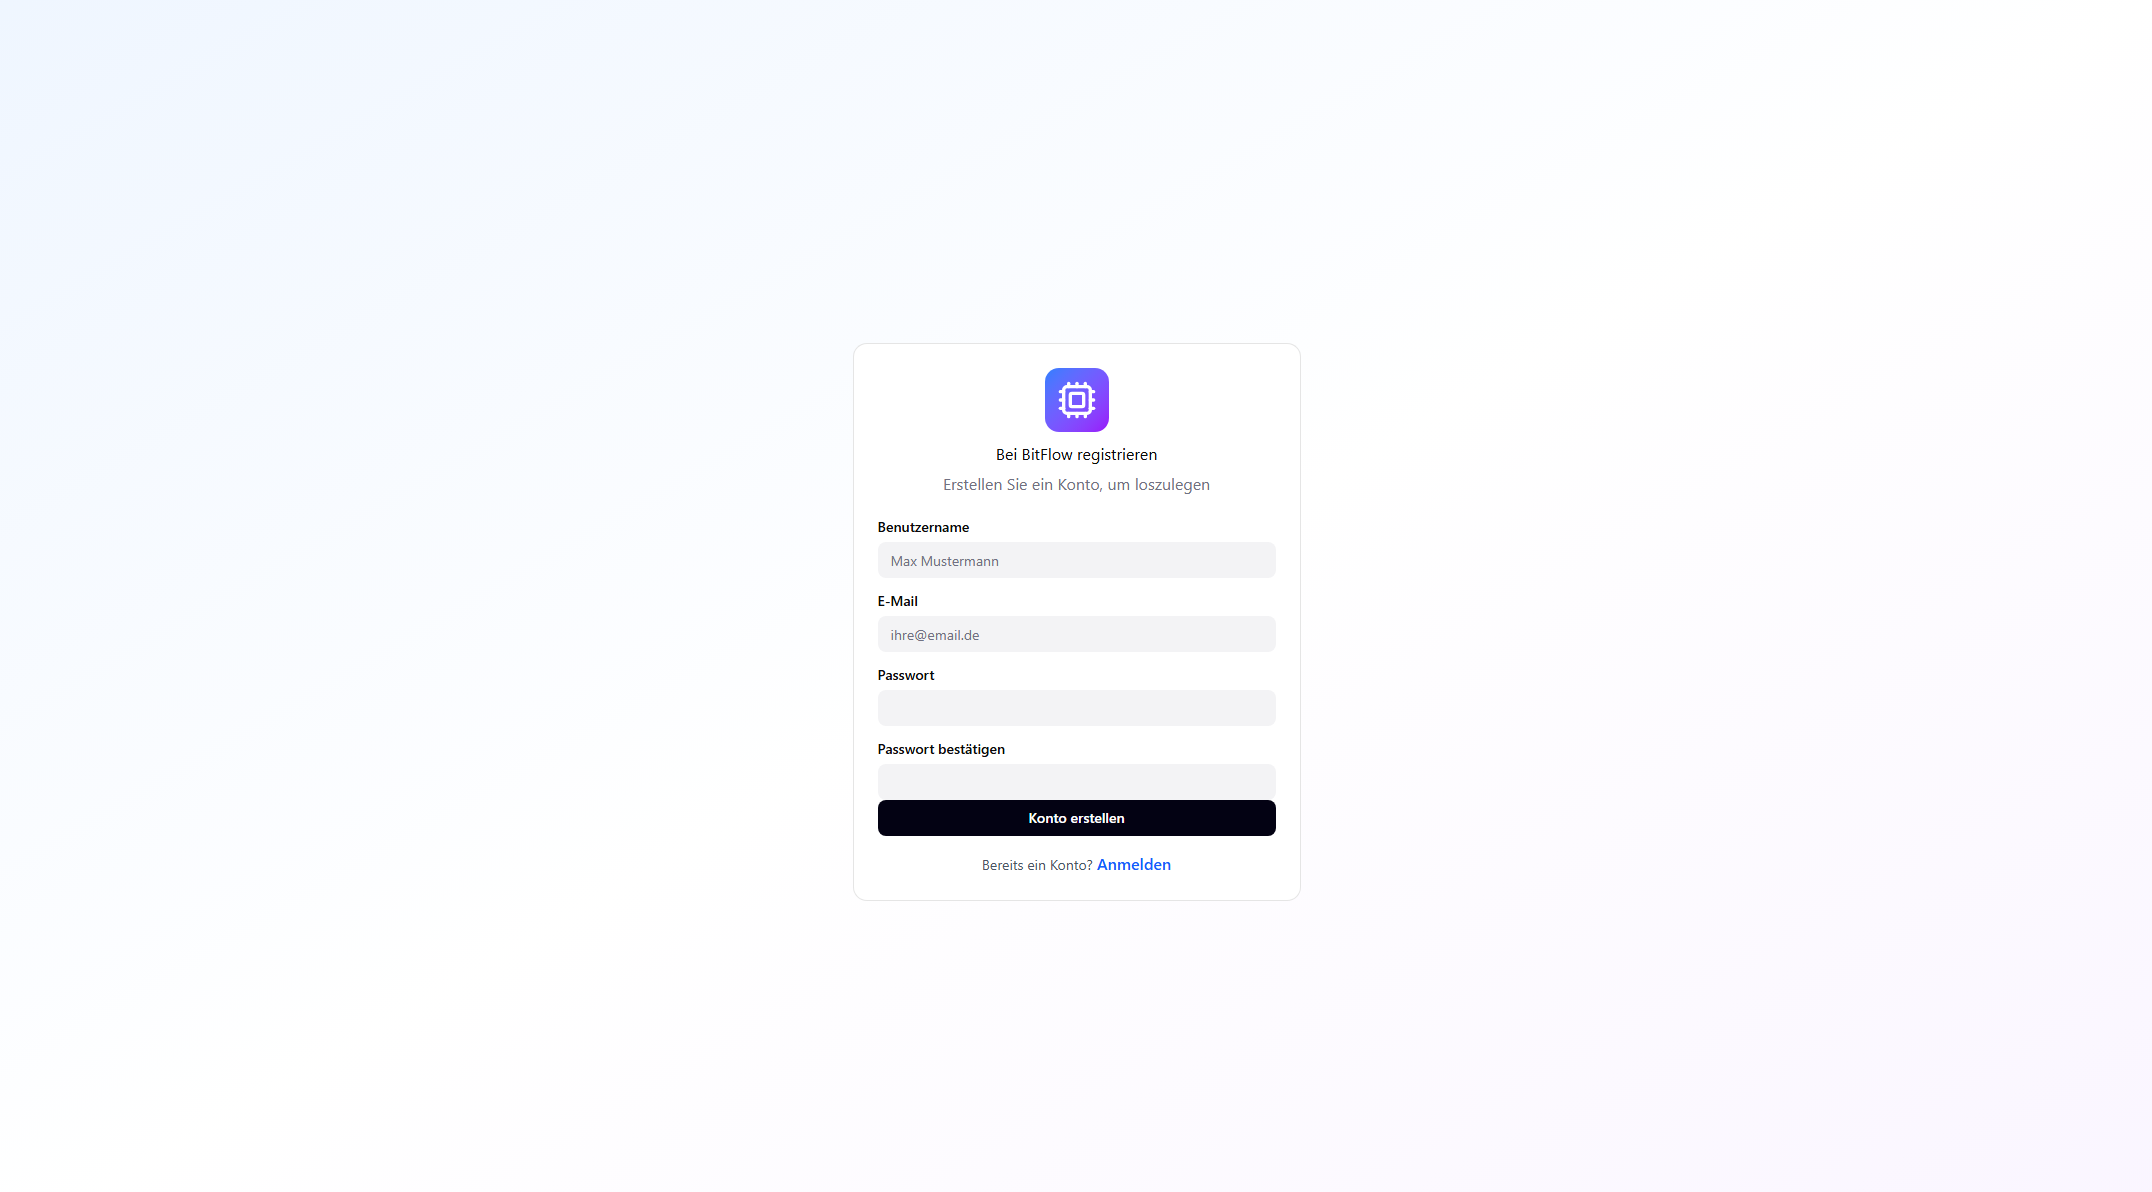 Bei BitFlow registrieren
Erstellen Sie ein Konto, um loszulegen
Benutzername
Max Mustermann
E-Mail
ihre@email.de
Passwort
Passwort bestätigen
Konto erstellen
Bereits ein Konto? Anmelden